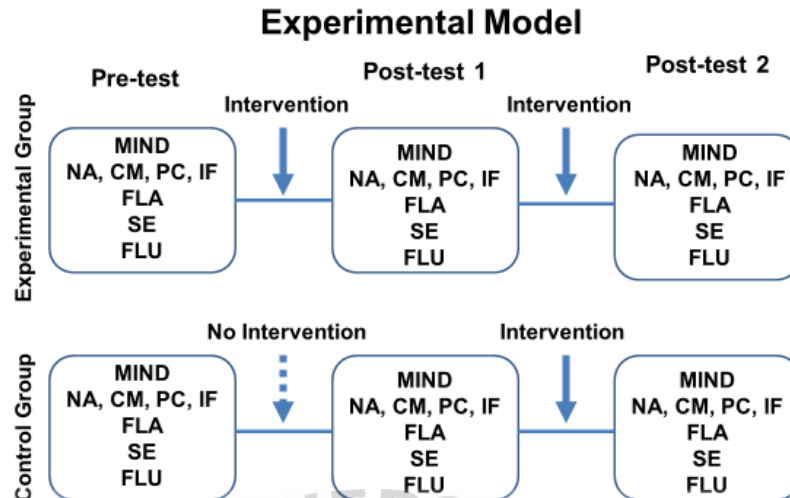 Experimental Model
Pre-test
Post-test 1
Post-test 2
Intervention
Intervention
Experimental Group
MIND
NA, CM, PC, IF
FLA
SE
FLU
MIND
NA, CM, PC, IF
FLA
SE
FLU
MIND
NA, CM, PC, IF
FLA
SE
FLU
No Intervention
Intervention
Control Group
MIND
NA, CM, PC, IF
FLA
SE
FLU
MIND
NA, CM, PC, IF
FLA
SE
FLU
MIND
NA, CM, PC, IF
FLA
SE
FLU